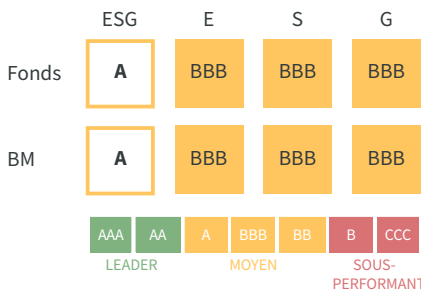 ESG E S G
Fonds A BBB BBB BBB
BM A BBB BBB BBB
AAA AA A BBB BB B CCC
LEADER MOYEN SOUS-
PERFORMANT